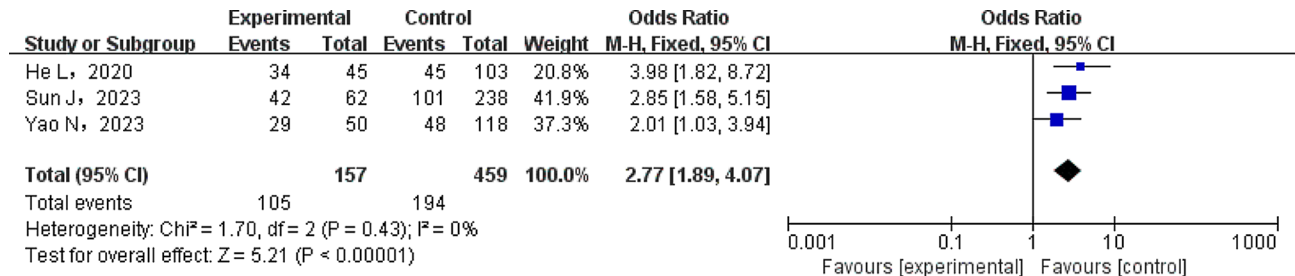 Experimental Control Odds Ratio Odds Ratio
Study or Subgroup Events Total Events Total Weight M-H, Fixed, 95% CI M-H, Fixed, 95% CI
He L，2020 34 45 45 103 20.8% 3.98 [1.82, 8.72]
Sun J，2023 42 62 101 238 41.9% 2.85 [1.58, 5.15]
Yao N，2023 29 50 48 118 37.3% 2.01 [1.03, 3.94]
Total (95% CI) 157 459 100.0% 2.77 [1.89, 4.07]
Total events 105 194
Heterogeneity: Chi² = 1.70, df = 2 (P = 0.43); I² = 0%
Test for overall effect: Z = 5.21 (P < 0.00001)
0.001 0.1 1 10 1000
Favours [experimental] Favours [control]